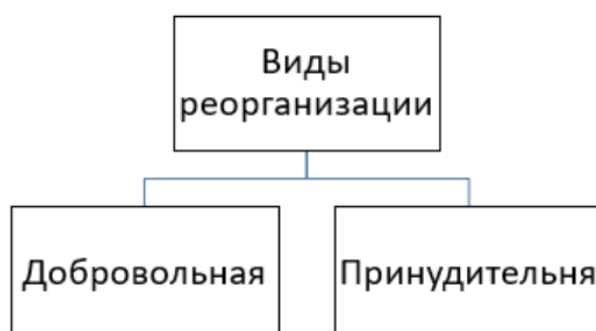 Виды
реорганизации
Добровольная
Принудительня